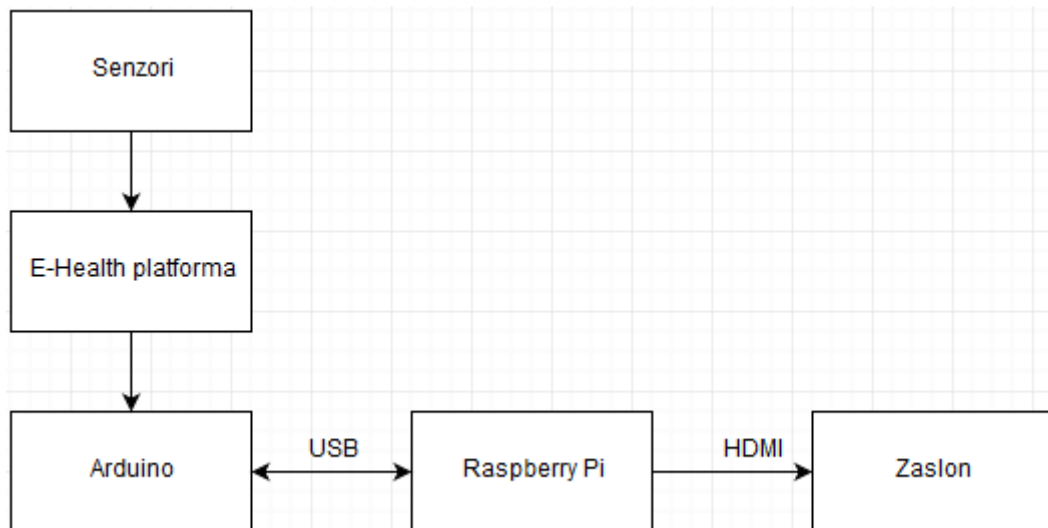 Senzori
E-Health platforma
Arduino
USB
Raspberry Pi
HDMI
Zaslon